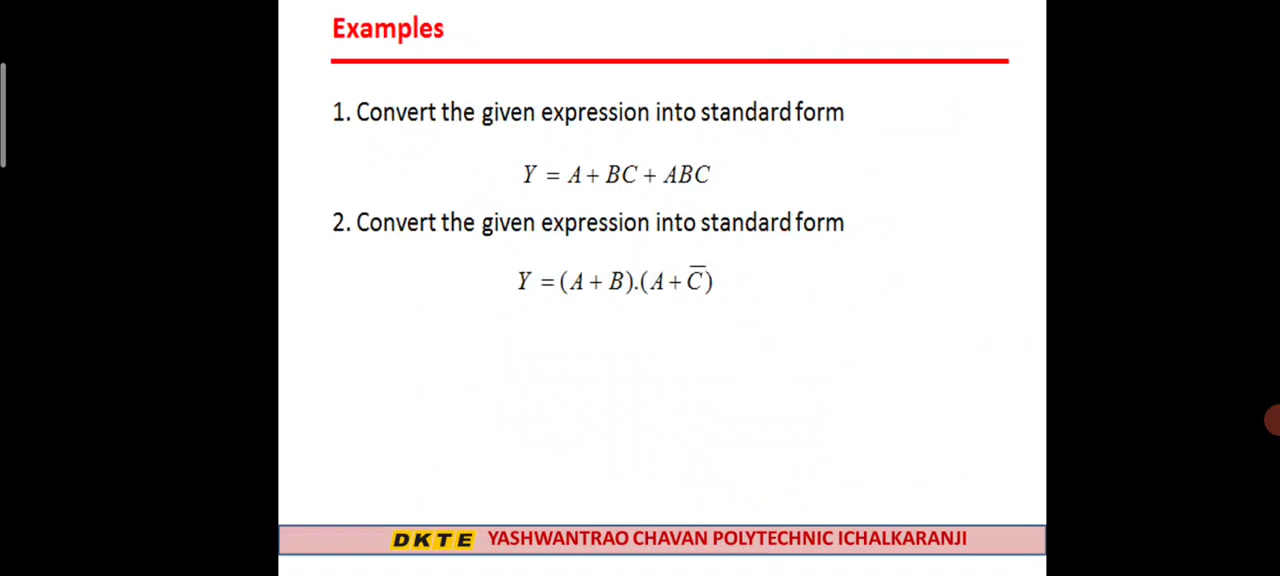 Examples
1. Convert the given expression into standard form
Y = A + BC + ABC
2. Convert the given expression into standard form
Y = (A + B).(A + C̅)
DKTE YASHWANTRAO CHAVAN POLYTECHNIC ICHALKARANJI